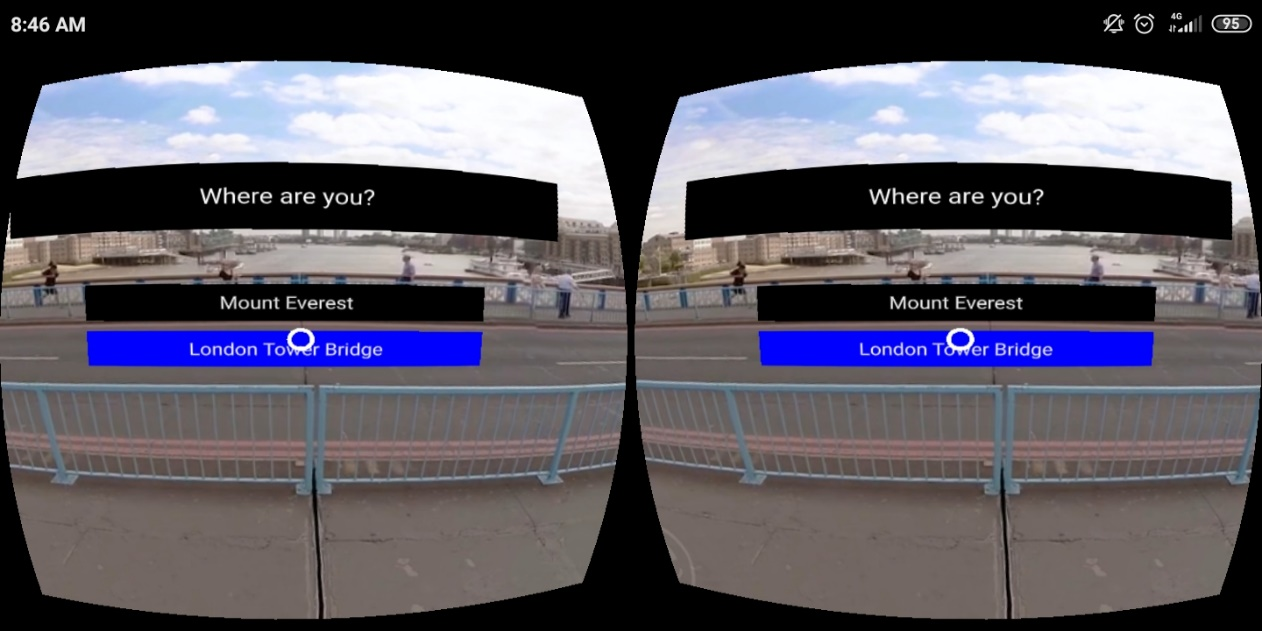 8:46 AM
4G
95
Where are you?
Where are you?
Mount Everest
Mount Everest
London Tower Bridge
London Tower Bridge